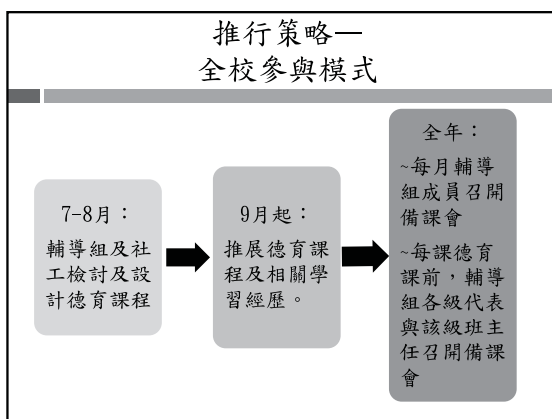 推行策略—
全校參與模式
7-8月：
輔導組及社
工檢討及設
計德育課程
9月起：
推展德育課
程及相關學
習經歷。
全年：
~每月輔導
組成員召開
備課會
~每課德育
課前，輔導
組各級代表
與該級班主
任召開備課
會